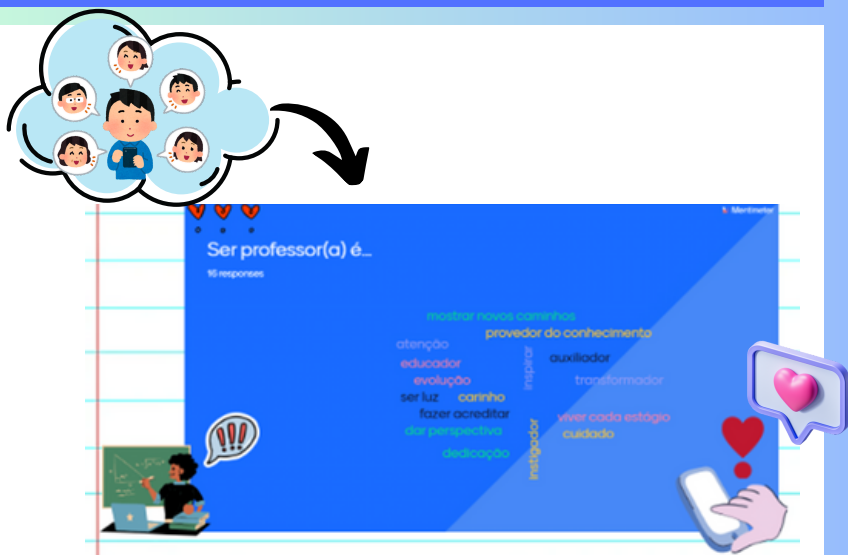 Mentimeter
Ser professor(a) é...
16 responses
mostrar novos caminhos
provedor do conhecimento
atenção
inspirar
auxiliador
educador
evolução
transformador
ser luz
carinho
fazer acreditar
viver cada estágio
dar perspectiva
instigador
cuidado
dedicação